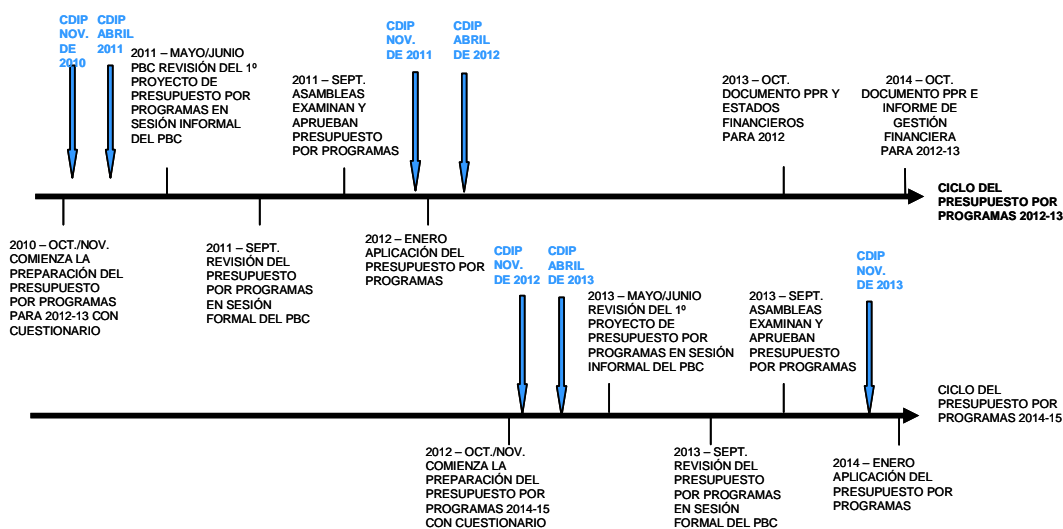 CDIP
NOV.
DE
2010
CDIP
ABRIL
2011
2011 – MAYO/JUNIO
PBC REVISIÓN DEL 1º
PROYECTO DE
PRESUPUESTO POR
PROGRAMAS EN
SESIÓN INFORMAL
DEL PBC
2011 – SEPT.
ASAMBLEAS
EXAMINAN Y
APRUEBAN
PRESUPUESTO
POR PROGRAMAS
CDIP
NOV.
DE 2011
CDIP
ABRIL
DE 2012
2013 – OCT.
DOCUMENTO PPR Y
ESTADOS
FINANCIEROS
PARA 2012
2014 – OCT.
DOCUMENTO PPR E
INFORME DE
GESTIÓN
FINANCIERA
PARA 2012-13
CICLO DEL
PRESUPUESTO POR
PROGRAMAS 2012-13
2010 – OCT./NOV.
COMIENZA LA
PREPARACIÓN DEL
PRESUPUESTO
POR PROGRAMAS
PARA 2012-13 CON
CUESTIONARIO
2011 – SEPT.
REVISIÓN DEL
PRESUPUESTO
POR PROGRAMAS
EN SESIÓN
FORMAL DEL PBC
2012 – ENERO
APLICACIÓN DEL
PRESUPUESTO POR
PROGRAMAS
CDIP
NOV.
DE 2012
CDIP
ABRIL
DE 2013
2013 – MAYO/JUNIO
REVISIÓN DEL 1º
PROYECTO DE
PRESUPUESTO POR
PROGRAMAS EN SESIÓN
INFORMAL DEL PBC
2013 – SEPT.
ASAMBLEAS
EXAMINAN Y
APRUEBAN
PRESUPUESTO
POR PROGRAMAS
CDIP
NOV.
DE 2013
CICLO DEL
PRESUPUESTO POR
PROGRAMAS 2014-15
2012 – OCT./NOV.
COMIENZA LA
PREPARACIÓN DEL
PRESUPUESTO POR
PROGRAMAS 2014-15
CON CUESTIONARIO
2013 – SEPT.
REVISIÓN DEL
PRESUPUESTO
POR PROGRAMAS
EN SESIÓN
FORMAL DEL PBC
2014 – ENERO
APLICACIÓN DEL
PRESUPUESTO POR
PROGRAMAS